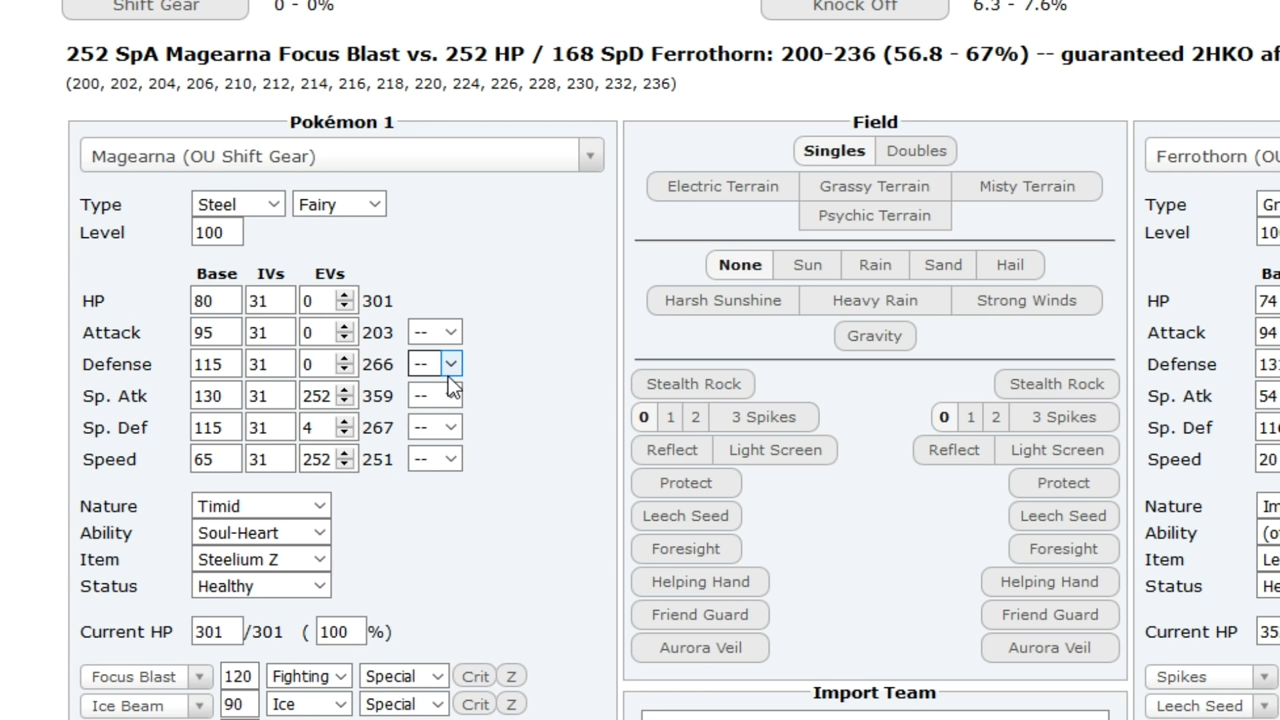 Shift Gear 0 - 0% Knock Off 6.3 - 7.6%
252 SpA Magearna Focus Blast vs. 252 HP / 168 SpD Ferrothorn: 200-236 (56.8 - 67%) -- guaranteed 2HKO af
(200, 202, 204, 206, 210, 212, 214, 216, 218, 220, 224, 226, 228, 230, 232, 236)
Pokémon 1
Magearna (OU Shift Gear)
Type Steel Fairy
Level 100
Base IVs EVs
HP 80 31 0 301
Attack 95 31 0 203 --
Defense 115 31 0 266 --
Sp. Atk 130 31 252 359 --
Sp. Def 115 31 4 267 --
Speed 65 31 252 251 --
Nature Timid
Ability Soul-Heart
Item Steelium Z
Status Healthy
Current HP 301 /301 ( 100 %)
Focus Blast 120 Fighting Special Crit Z
Ice Beam 90 Ice Special Crit Z
Field
Singles Doubles
Electric Terrain Grassy Terrain Misty Terrain
Psychic Terrain
None Sun Rain Sand Hail
Harsh Sunshine Heavy Rain Strong Winds
Gravity
Stealth Rock Stealth Rock
0 1 2 3 Spikes 0 1 2 3 Spikes
Reflect Light Screen Reflect Light Screen
Protect Protect
Leech Seed Leech Seed
Foresight Foresight
Helping Hand Helping Hand
Friend Guard Friend Guard
Aurora Veil Aurora Veil
Import Team
Ferrothorn (OU
Type Gr
Level 10
Ba
HP 74
Attack 94
Defense 13
Sp. Atk 54
Sp. Def 11
Speed 20
Nature Im
Ability (o
Item Le
Status He
Current HP 35
Spikes
Leech Seed